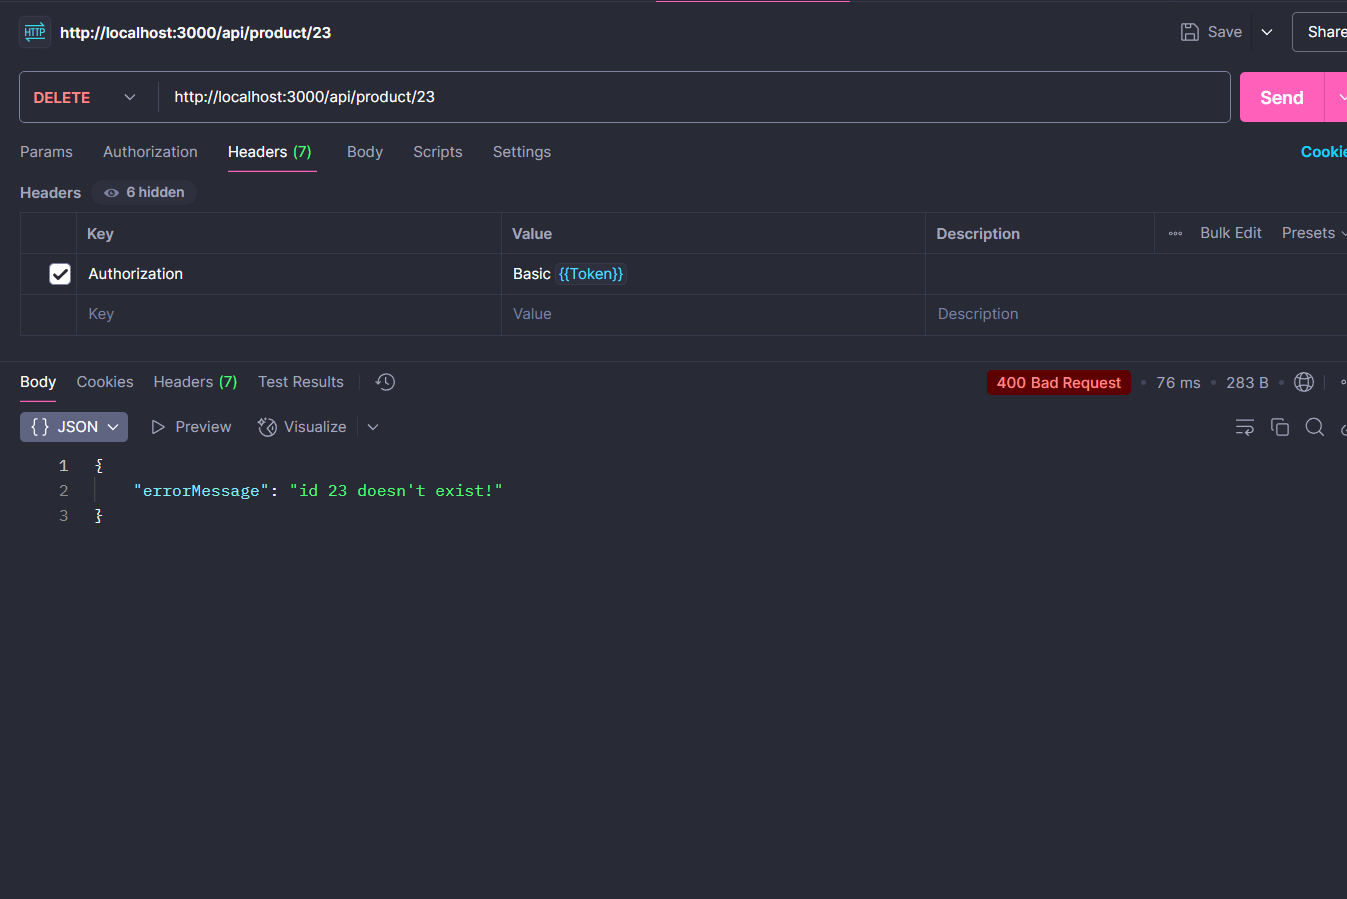 HTTP http://localhost:3000/api/product/23 Save Share
DELETE http://localhost:3000/api/product/23 Send
Params Authorization Headers (7) Body Scripts Settings Cookie
Headers 6 hidden
Key Value Description Bulk Edit Presets
Authorization Basic {{Token}}
Key Value Description
Body Cookies Headers (7) Test Results 400 Bad Request 76 ms 283 B
{} JSON Preview Visualize
1 {
2 "errorMessage": "id 23 doesn't exist!"
3 }